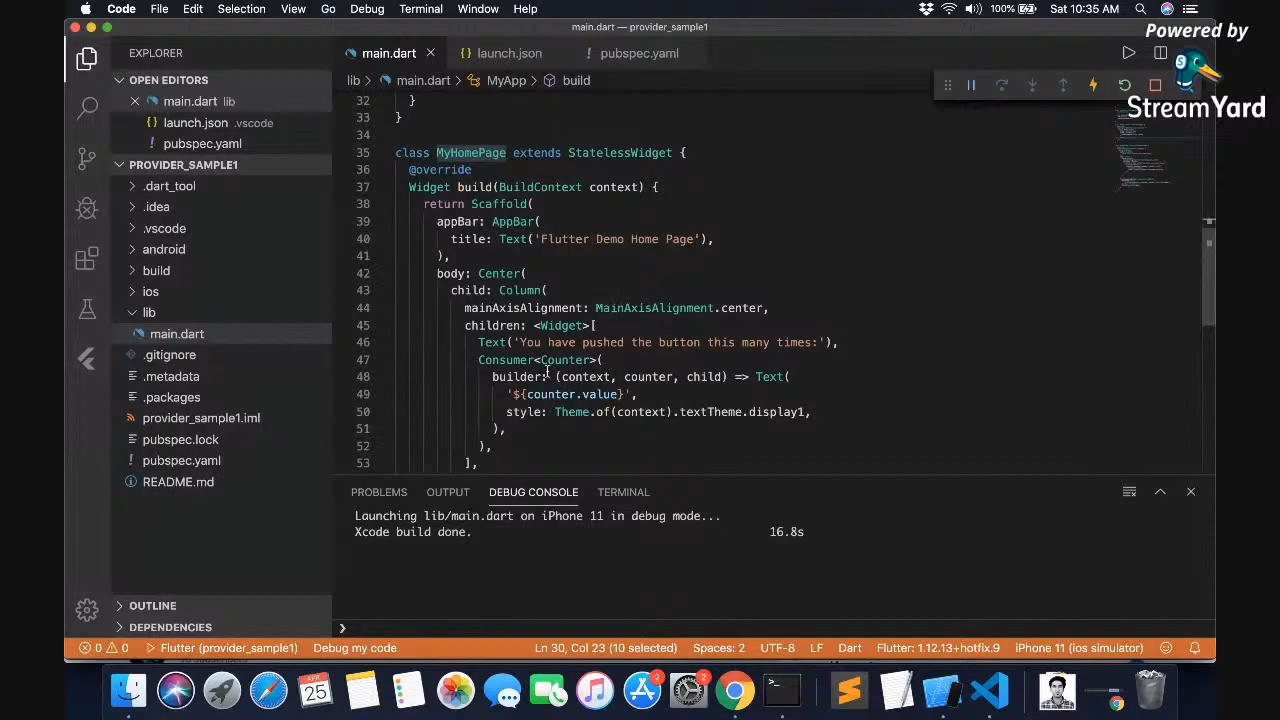 Code File Edit Selection View Go Debug Terminal Window Help 100% Sat 10:35 AM
main.dart — provider_sample1
Powered by
StreamYard
EXPLORER
OPEN EDITORS
main.dart lib
launch.json .vscode
pubspec.yaml
PROVIDER_SAMPLE1
.dart_tool
.idea
.vscode
android
build
ios
lib
main.dart
.gitignore
.metadata
.packages
provider_sample1.iml
pubspec.lock
pubspec.yaml
README.md
OUTLINE
DEPENDENCIES
main.dart launch.json pubspec.yaml
lib > main.dart > MyApp > build
32 }
33 }
34
35 class MyHomePage extends StatelessWidget {
36 @override
37 Widget build(BuildContext context) {
38 return Scaffold(
39 appBar: AppBar(
40 title: Text('Flutter Demo Home Page'),
41 ),
42 body: Center(
43 child: Column(
44 mainAxisAlignment: MainAxisAlignment.center,
45 children: <Widget>[
46 Text('You have pushed the button this many times:'),
47 Consumer<Counter>(
48 builder: (context, counter, child) => Text(
49 '${counter.value}',
50 style: Theme.of(context).textTheme.display1,
51 ),
52 ),
53 ],
PROBLEMS OUTPUT DEBUG CONSOLE TERMINAL
Launching lib/main.dart on iPhone 11 in debug mode...
Xcode build done. 16.8s
0 0 Flutter (provider_sample1) Debug my code Ln 30, Col 23 (10 selected) Spaces: 2 UTF-8 LF Dart Flutter: 1.12.13+hotfix.9 iPhone 11 (ios simulator)
APR
25
2
2